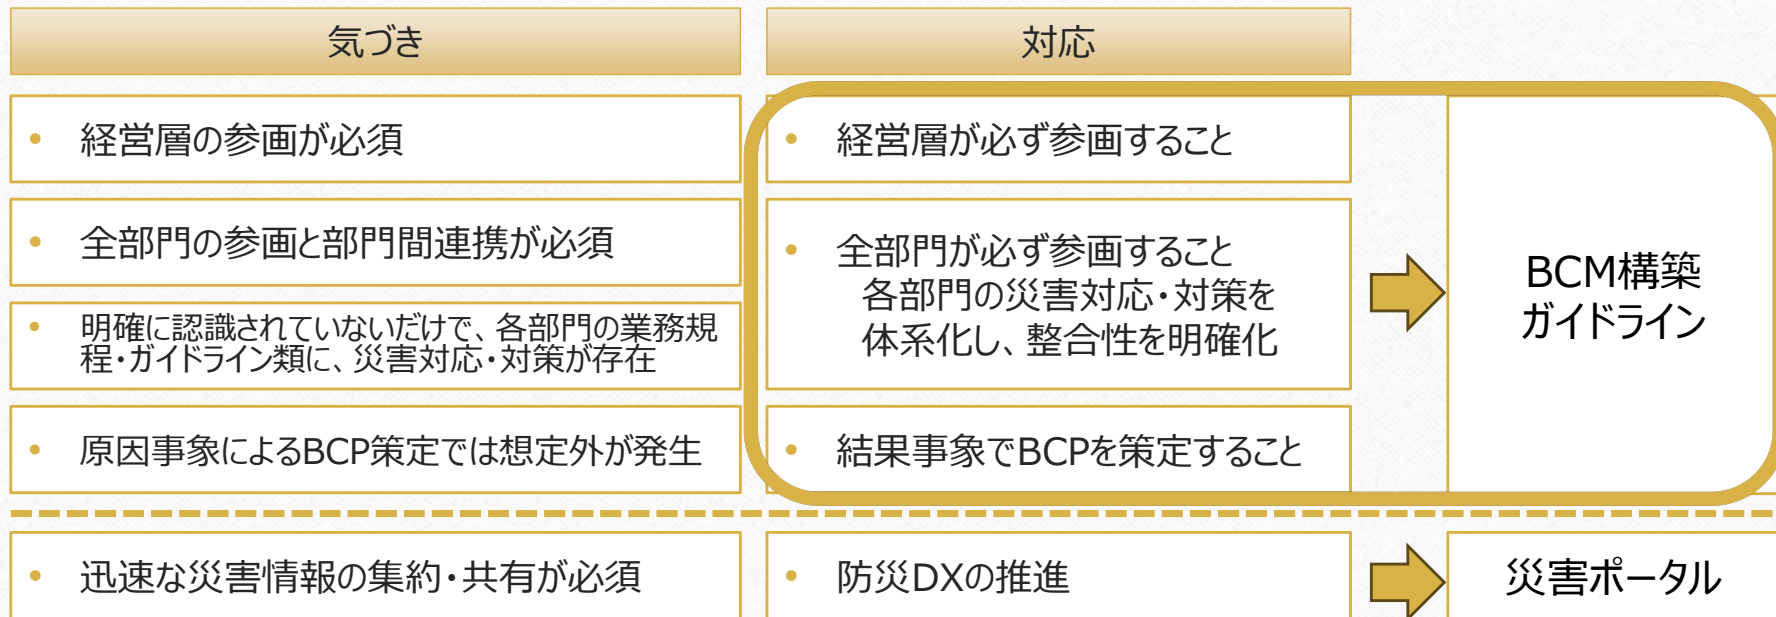 気づき
対応
• 経営層の参画が必須
• 経営層が必ず参画すること
• 全部門の参画と部門間連携が必須
• 全部門が必ず参画すること
各部門の災害対応・対策を
体系化し、整合性を明確化
• 明確に認識されていないだけで、各部門の業務規
程・ガイドライン類に、災害対応・対策が存在
• 原因事象によるBCP策定では想定外が発生
• 結果事象でBCPを策定すること
BCM構築
ガイドライン
• 迅速な災害情報の集約・共有が必須
• 防災DXの推進
災害ポータル